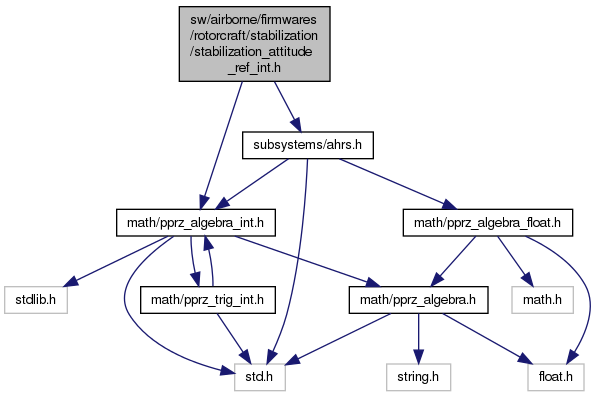 sw/airborne/firmwares
/rotorcraft/stabilization
/stabilization_attitude
_ref_int.h
subsystems/ahrs.h
math/pprz_algebra_int.h
math/pprz_algebra_float.h
stdlib.h
math/pprz_trig_int.h
math/pprz_algebra.h
math.h
std.h
string.h
float.h